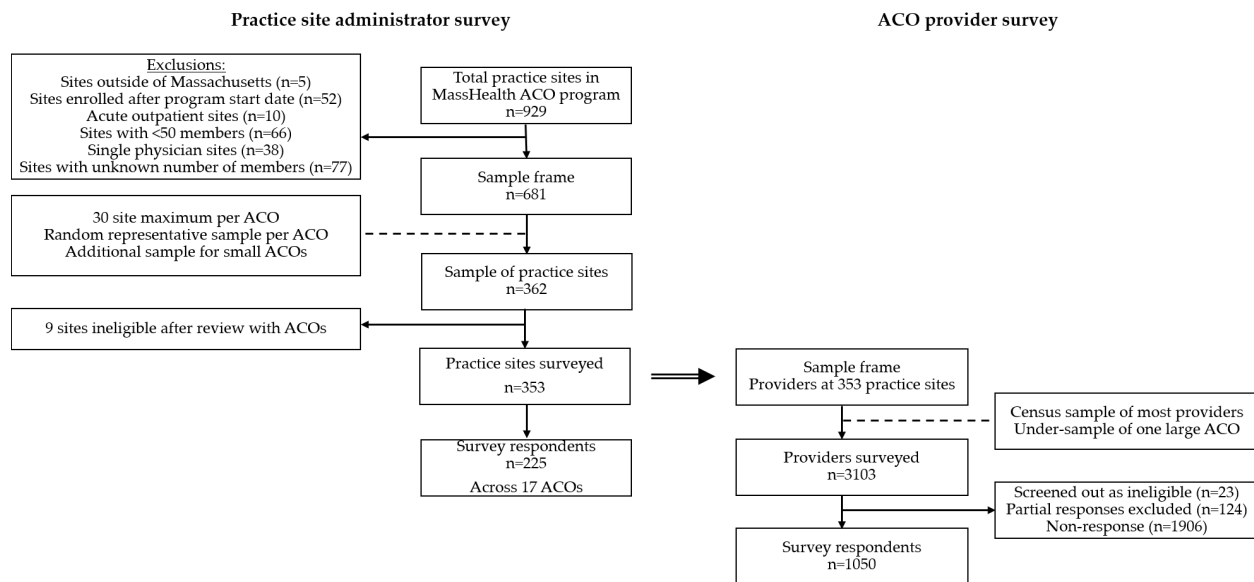 Practice site administrator survey
ACO provider survey
Exclusions:
Sites outside of Massachusetts (n=5)
Sites enrolled after program start date (n=52)
Acute outpatient sites (n=10)
Sites with <50 members (n=66)
Single physician sites (n=38)
Sites with unknown number of members (n=77)
Total practice sites in
MassHealth ACO program
n=929
Sample frame
n=681
30 site maximum per ACO
Random representative sample per ACO
Additional sample for small ACOs
Sample of practice sites
n=362
9 sites ineligible after review with ACOs
Practice sites surveyed
n=353
Survey respondents
n=225
Across 17 ACOs
Sample frame
Providers at 353 practice sites
Census sample of most providers
Under-sample of one large ACO
Providers surveyed
n=3103
Screened out as ineligible (n=23)
Partial responses excluded (n=124)
Non-response (n=1906)
Survey respondents
n=1050